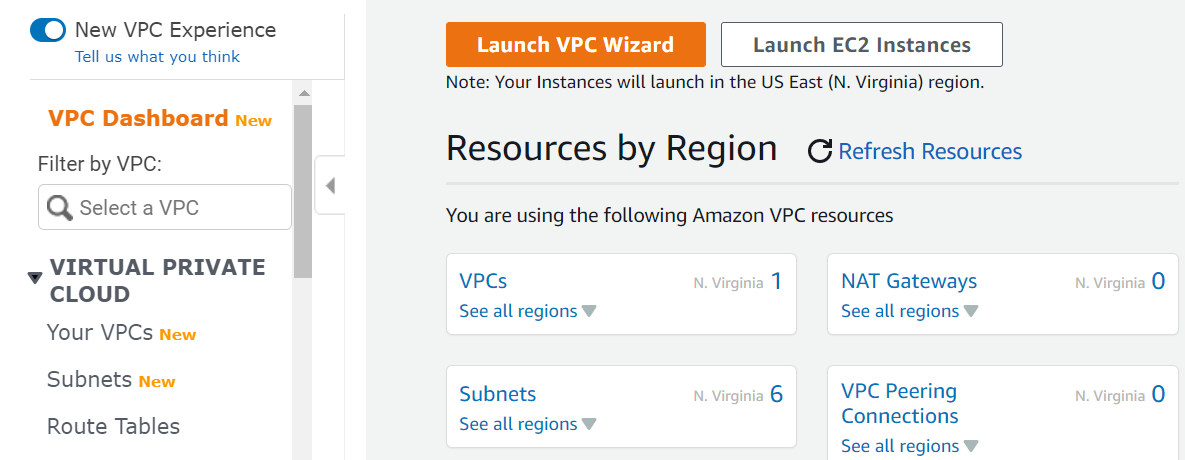 New VPC Experience
Tell us what you think
VPC Dashboard New
Filter by VPC:
Select a VPC
VIRTUAL PRIVATE
CLOUD
Your VPCs New
Subnets New
Route Tables
Launch VPC Wizard
Launch EC2 Instances
Note: Your Instances will launch in the US East (N. Virginia) region.
Resources by Region
Refresh Resources
You are using the following Amazon VPC resources
VPCs N. Virginia 1
See all regions
NAT Gateways N. Virginia 0
See all regions
Subnets N. Virginia 6
See all regions
VPC Peering
Connections
N. Virginia 0
See all regions